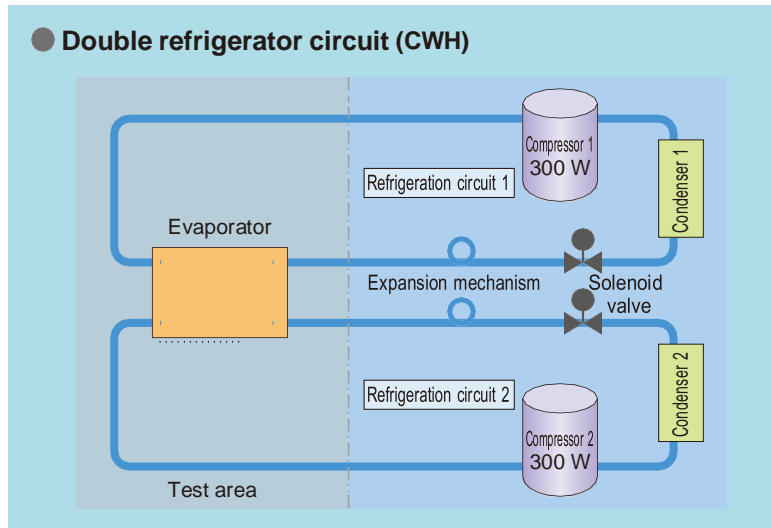 Double refrigerator circuit (CWH)
Compressor 1
300 W
Condenser 1
Refrigeration circuit 1
Evaporator
Expansion mechanism
Solenoid
valve
Refrigeration circuit 2
Condenser 2
Compressor 2
300 W
Test area